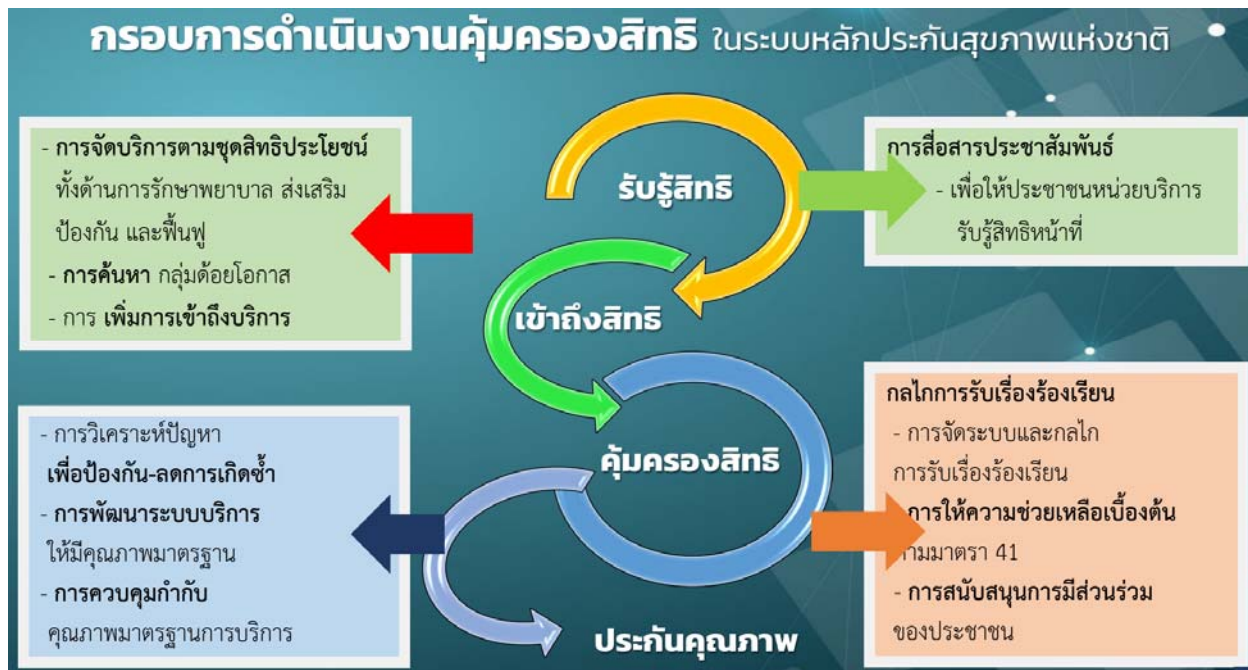 กรอบการดำเนินงานคุ้มครองสิทธิ ในระบบหลักประกันสุขภาพแห่งชาติ
- การจัดบริการตามชุดสิทธิประโยชน์
ทั้งด้านการรักษาพยาบาล ส่งเสริม
ป้องกัน และฟื้นฟู
- การค้นหา กลุ่มด้อยโอกาส
- การ เพิ่มการเข้าถึงบริการ
รับรู้สิทธิ
การสื่อสารประชาสัมพันธ์
- เพื่อให้ประชาชนหน่วยบริการ
รับรู้สิทธิหน้าที่
เข้าถึงสิทธิ
- การวิเคราะห์ปัญหา
เพื่อป้องกัน-ลดการเกิดซ้ำ
- การพัฒนาระบบบริการ
ให้มีคุณภาพมาตรฐาน
- การควบคุมกำกับ
คุณภาพมาตรฐานการบริการ
คุ้มครองสิทธิ
กลไกการรับเรื่องร้องเรียน
- การจัดระบบและกลไก
การรับเรื่องร้องเรียน
- การให้ความช่วยเหลือเบื้องต้น
ตามมาตรา 41
- การสนับสนุนการมีส่วนร่วม
ของประชาชน
ประกันคุณภาพ